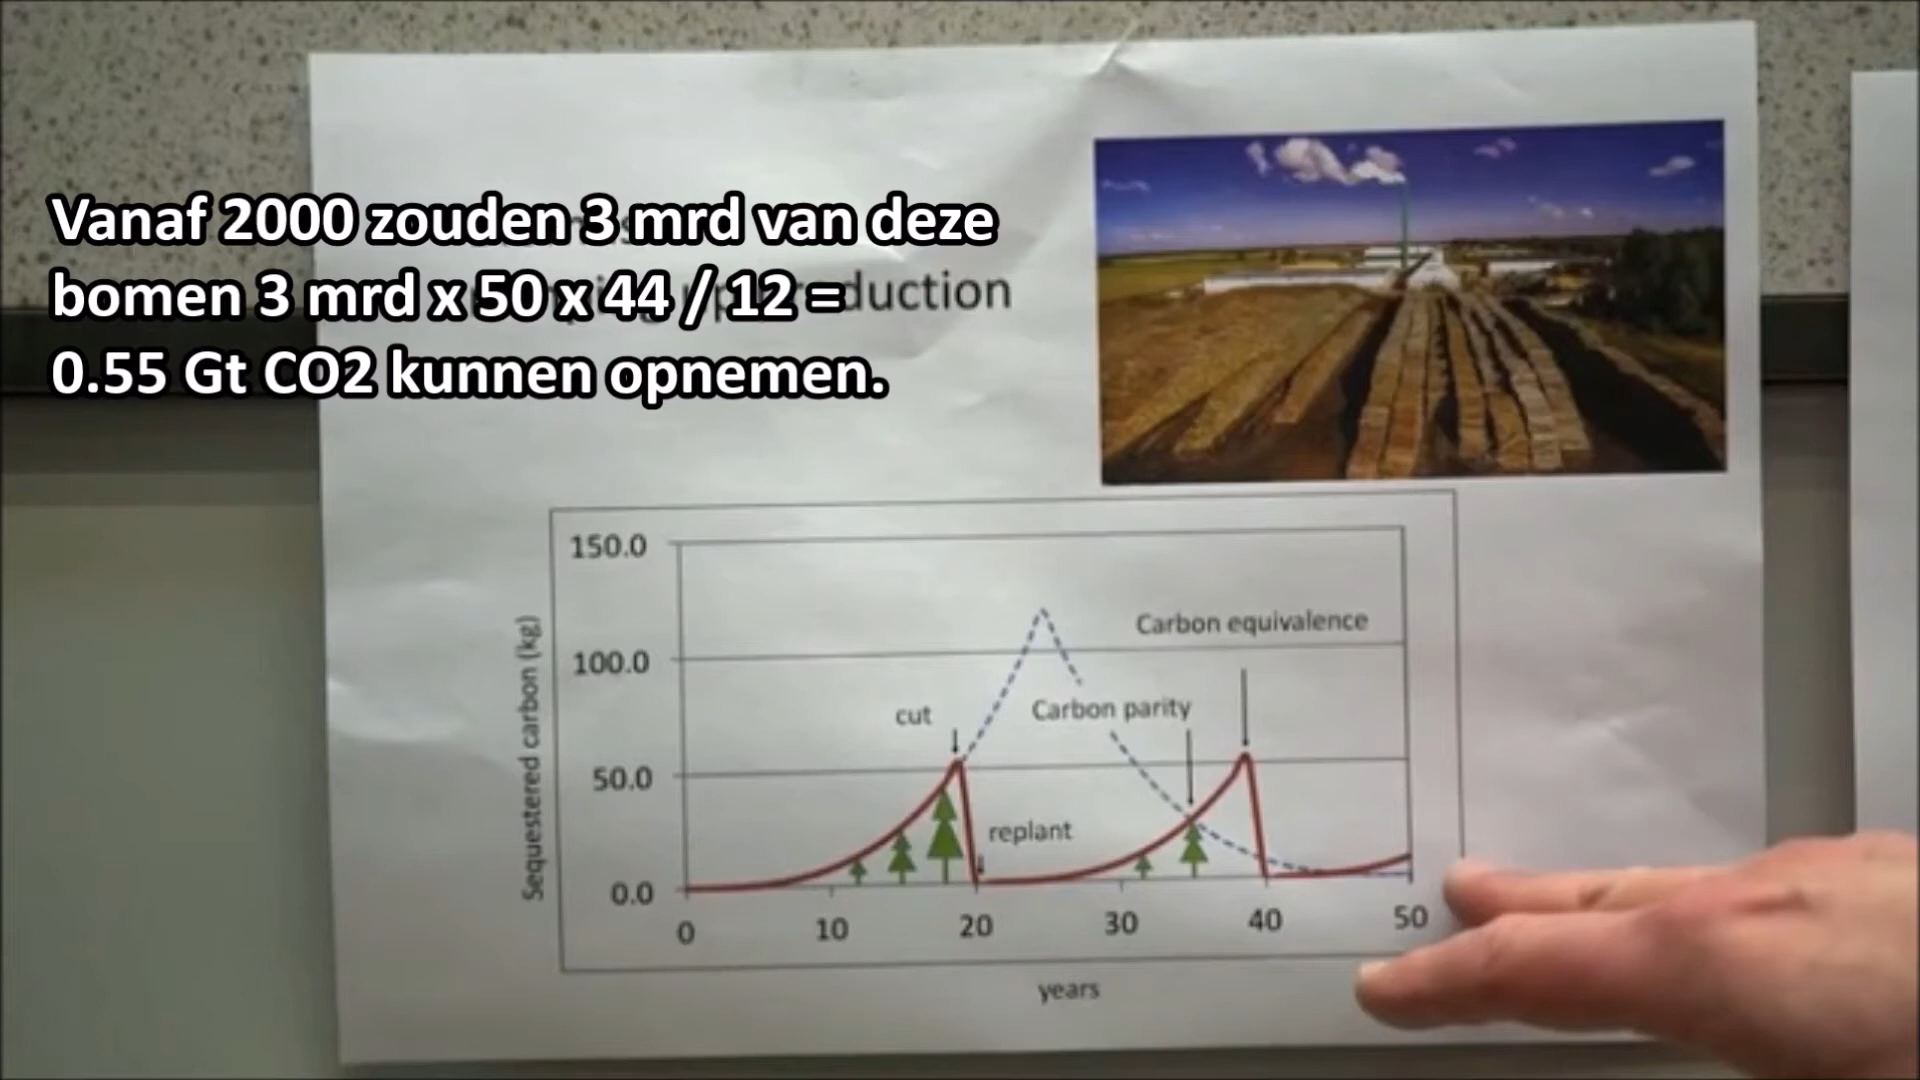 Vanaf 2000 zouden 3 mrd van deze
bomen 3 mrd x 50 x 44 / 12 =
0.55 Gt CO2 kunnen opnemen.
150.0
100.0
50.0
0.0
Sequestered carbon (kg)
Carbon equivalence
cut
Carbon parity
replant
0 10 20 30 40 50
years